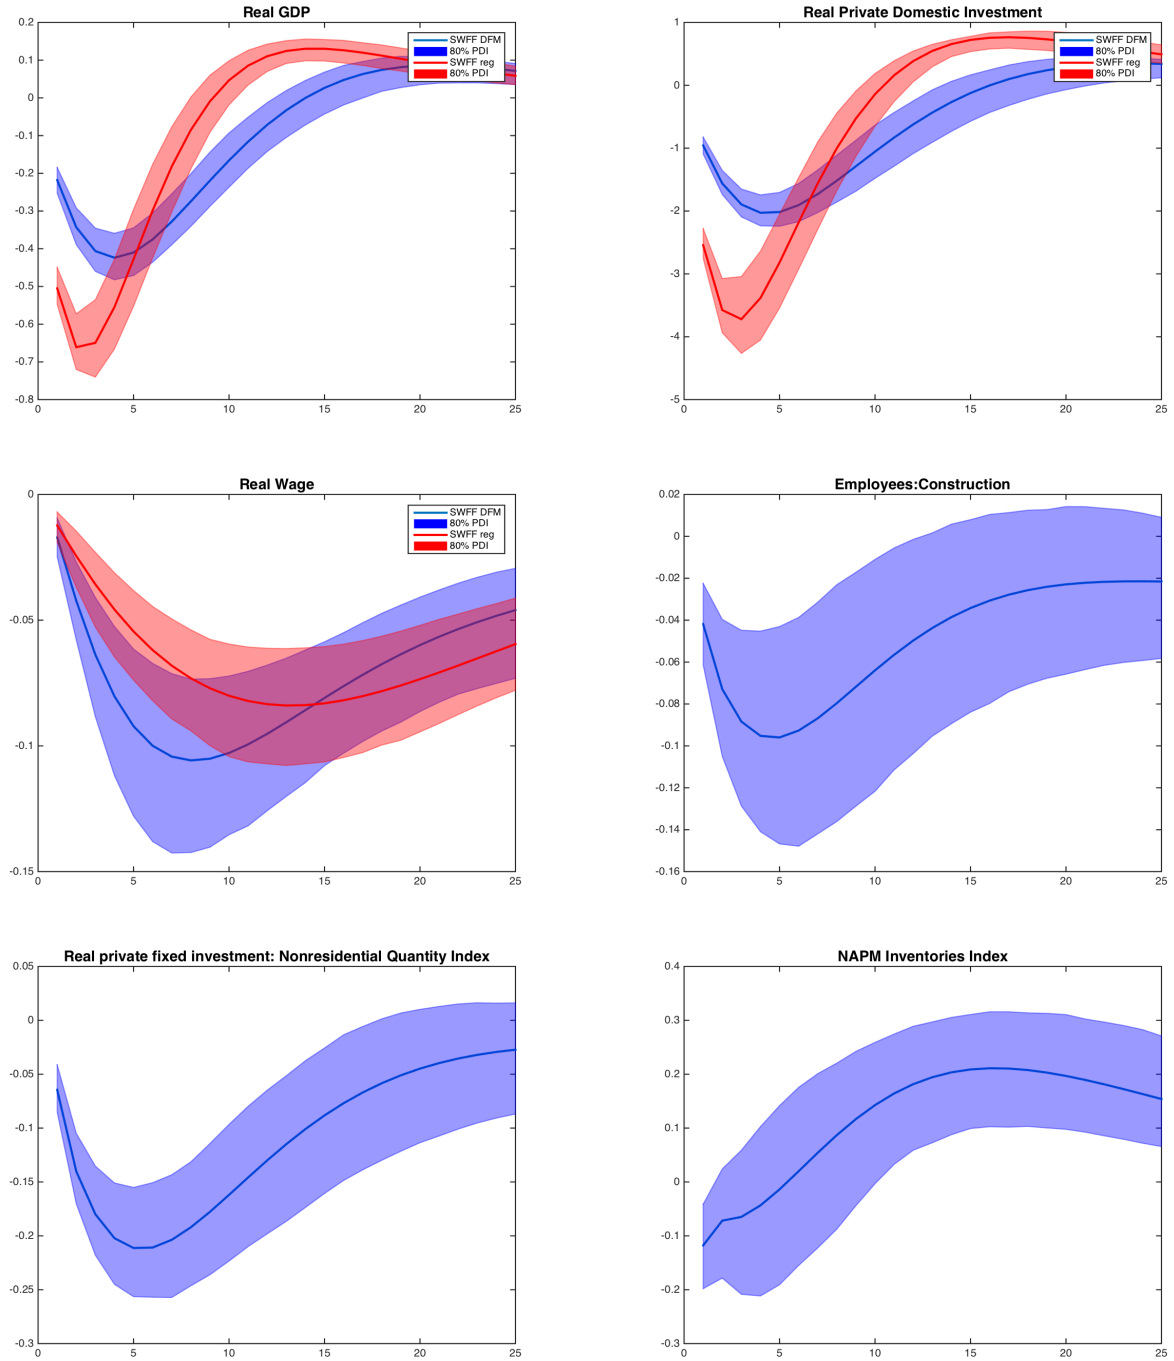 Real GDP
0.2
0.1
0
-0.1
-0.2
-0.3
-0.4
-0.5
-0.6
-0.7
-0.8
0 5 10 15 20 25
SWFF DFM
80% PDI
SWFF reg
80% PDI
Real Private Domestic Investment
1
0
-1
-2
-3
-4
-5
0 5 10 15 20 25
SWFF DFM
80% PDI
SWFF reg
80% PDI
Real Wage
0
-0.05
-0.1
-0.15
0 5 10 15 20 25
SWFF DFM
80% PDI
SWFF reg
80% PDI
Employees:Construction
0.02
0
-0.02
-0.04
-0.06
-0.08
-0.1
-0.12
-0.14
-0.16
0 5 10 15 20 25
Real private fixed investment: Nonresidential Quantity Index
0.05
0
-0.05
-0.1
-0.15
-0.2
-0.25
-0.3
0 5 10 15 20 25
NAPM Inventories Index
0.4
0.3
0.2
0.1
0
-0.1
-0.2
-0.3
0 5 10 15 20 25